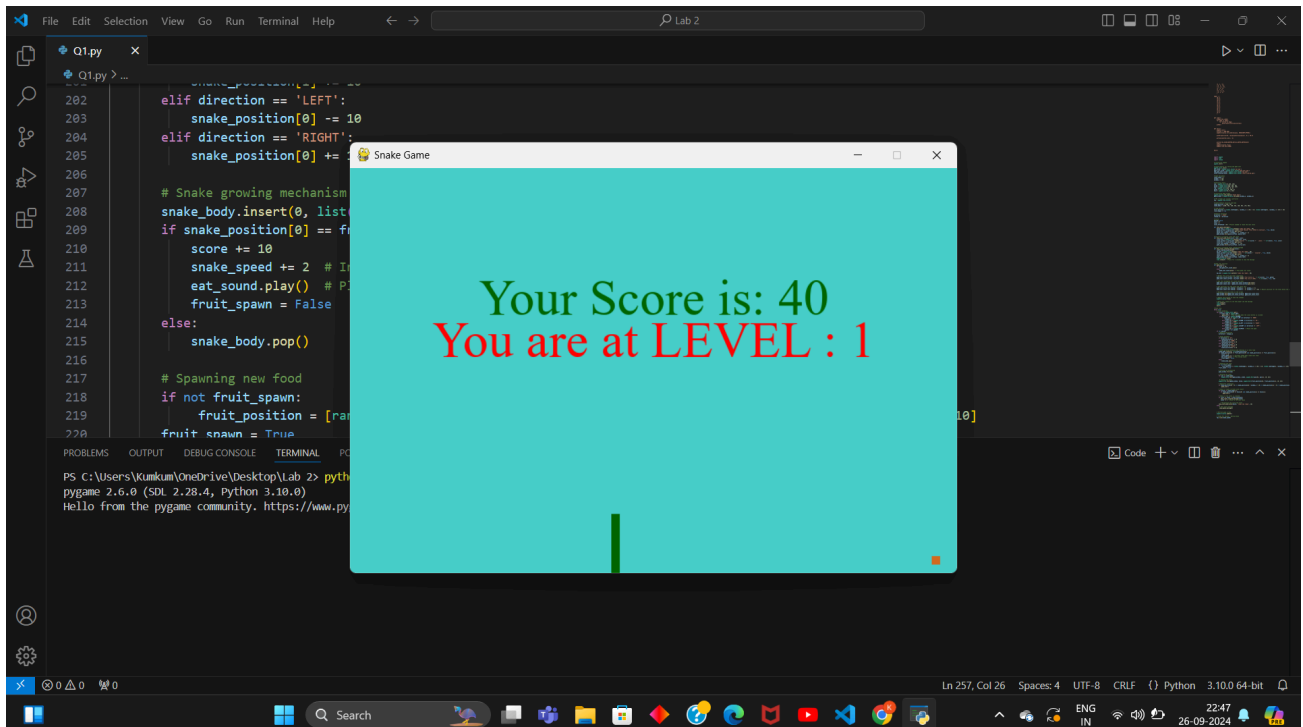 File Edit Selection View Go Run Terminal Help
Lab 2
Q1.py
Q1.py > ...
202 elif direction == 'LEFT':
203 snake_position[0] -= 10
204 elif direction == 'RIGHT':
205 snake_position[0] +=
206
207 # Snake growing mechanism
208 snake_body.insert(0, list
209 if snake_position[0] ==
210 score += 10
211 snake_speed += 2 #
212 eat_sound.play() #
213 fruit_spawn = False
214 else:
215 snake_body.pop()
216
217 # Spawning new food
218 if not fruit_spawn:
219 fruit_position = [ 10]
220 fruit_spawn = True
Snake Game
Your Score is: 40
You are at LEVEL : 1
PROBLEMS OUTPUT DEBUG CONSOLE TERMINAL Code
PS C:\Users\Kumkum\OneDrive\Desktop\Lab 2>
pygame 2.6.0 (SDL 2.28.4, Python 3.10.0)
Hello from the pygame community. https://www.py
0 0 0 Ln 257, Col 26 Spaces: 4 UTF-8 CRLF {} Python 3.10.0 64-bit
Search
ENG
IN
22:47
26-09-2024